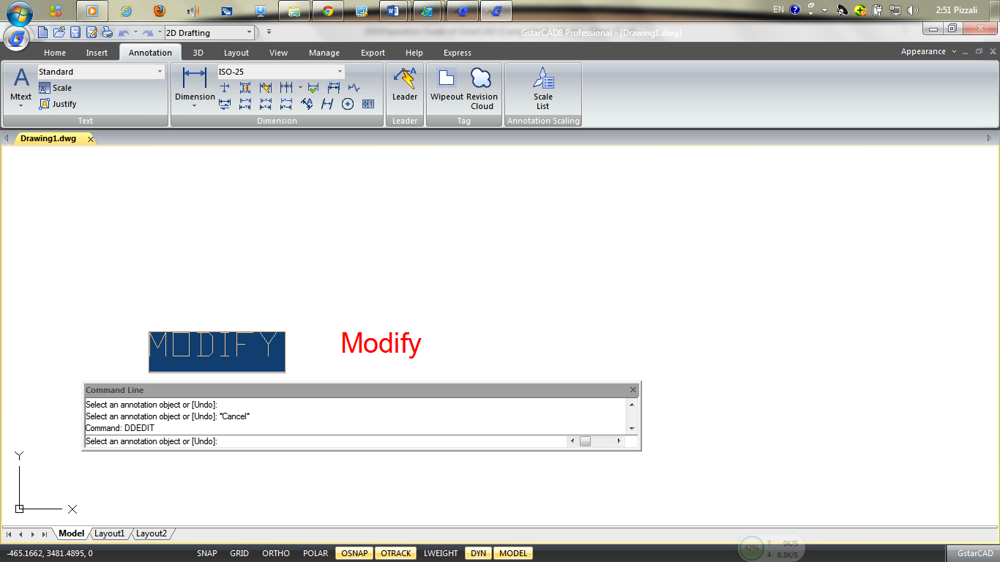 EN
2:51 Pizzali
2D Drafting
GstarCAD8 Professional - [Drawing1.dwg]
Home Insert Annotation 3D Layout View Manage Export Help Express
Appearance
Standard
ISO-25
Mtext
Scale
Justify
Dimension
Leader
Wipeout
Revision Cloud
Scale List
Text
Dimension
Leader
Tag
Annotation Scaling
Drawing1.dwg
MODIFY
Modify
Command Line
Select an annotation object or [Undo]:
Select an annotation object or [Undo]: *Cancel*
Command: DDEDIT
Select an annotation object or [Undo]:
Y
X
Model Layout1 Layout2
-465.1662, 3481.4895, 0
SNAP GRID ORTHO POLAR OSNAP OTRACK LWEIGHT DYN MODEL
42%
0K/S
0.5K/S
GstarCAD